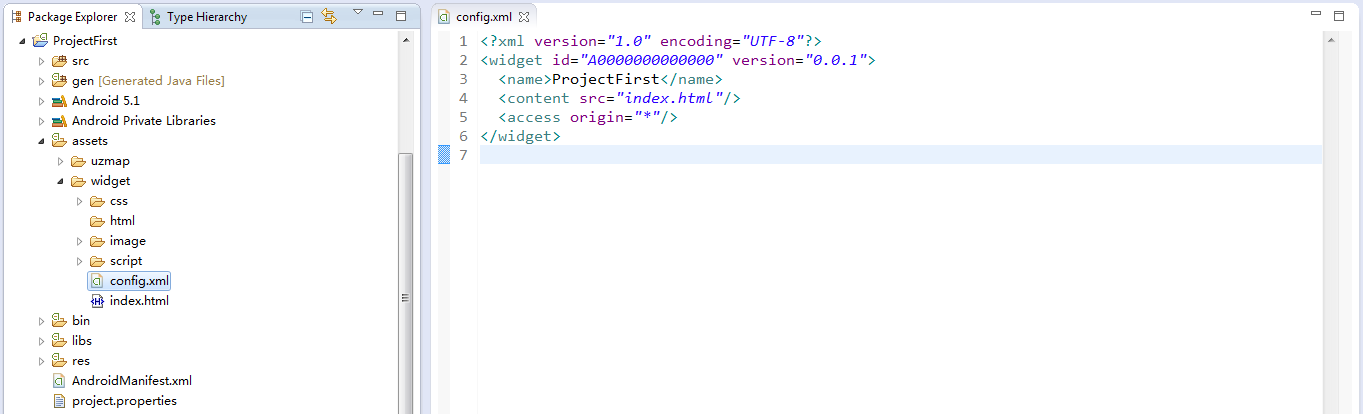 Package Explorer
Type Hierarchy
ProjectFirst
src
gen [Generated Java Files]
Android 5.1
Android Private Libraries
assets
uzmap
widget
css
html
image
script
config.xml
index.html
bin
libs
res
AndroidManifest.xml
project.properties
config.xml
1 <?xml version="1.0" encoding="UTF-8"?>
2 <widget id="A0000000000000" version="0.0.1">
3 <name>ProjectFirst</name>
4 <content src="index.html"/>
5 <access origin="*"/>
6 </widget>
7